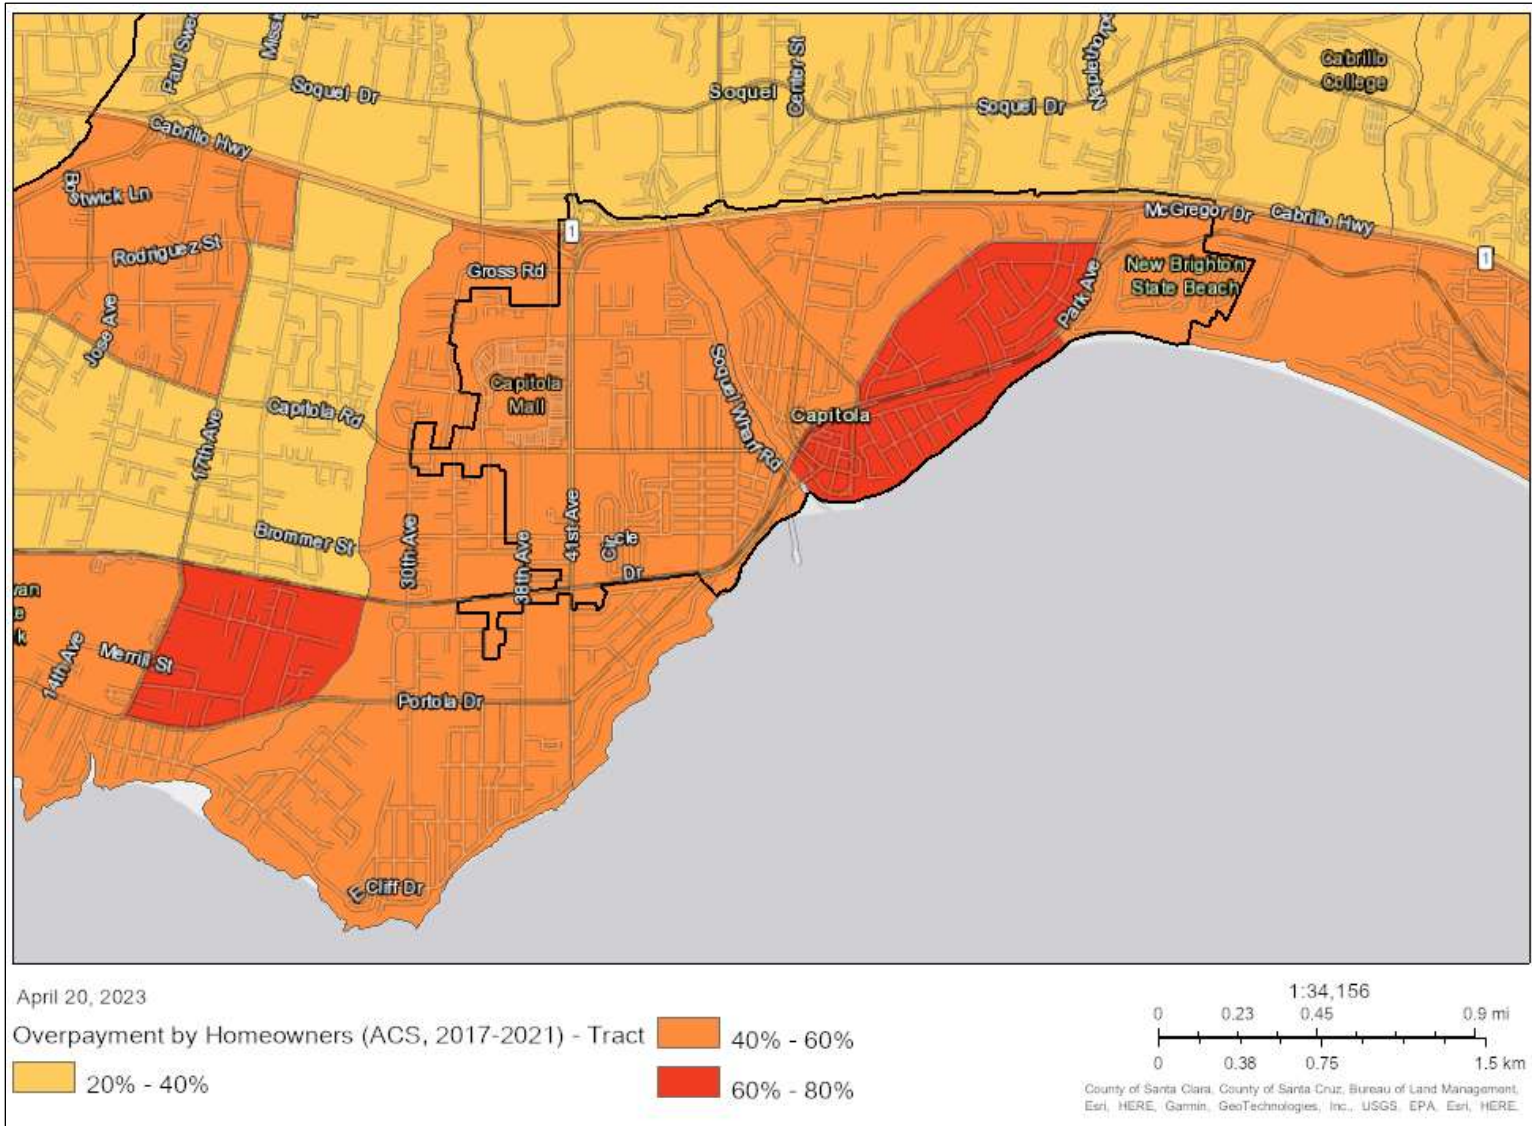 Paul Swe
Missi
Soquel Dr
Soquel
Center St
Soquel Dr
Naplethorpe
Cabrillo
College
Cabrillo Hwy
Bostwick Ln
Rodriguez St
Jose Ave
1
Gross Rd
McGregor Dr
Cabrillo Hwy
1
New Brighton
State Beach
Park Ave
Capitola
Mall
Soquel Wharf Rd
Capitola
Capitola Rd
17th Ave
Brommer St
30th Ave
38th Ave
41st Ave
Circle
Dr
van
e
k
14th Ave
Merrill St
Portola Dr
E Cliff Dr
April 20, 2023
Overpayment by Homeowners (ACS, 2017-2021) - Tract
20% - 40%
40% - 60%
60% - 80%
1:34,156
0 0.23 0.45 0.9 mi
0 0.38 0.75 1.5 km
County of Santa Clara, County of Santa Cruz, Bureau of Land Management,
Esri, HERE, Garmin, GeoTechnologies, Inc., USGS, EPA, Esri, HERE,